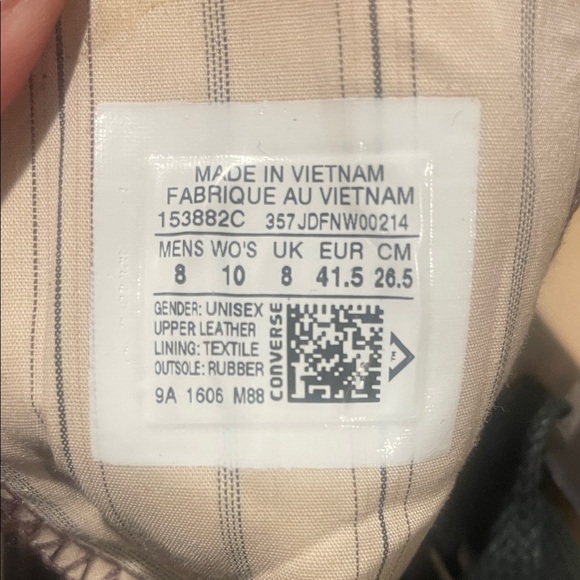 MADE IN VIETNAM
FABRIQUE AU VIETNAM
153882C 357JDFNW00214
MENS WO'S UK EUR CM
8 10 8 41.5 26.5
GENDER: UNISEX
UPPER: LEATHER
LINING: TEXTILE
OUTSOLE: RUBBER
9A 1606 M88
CONVERSE